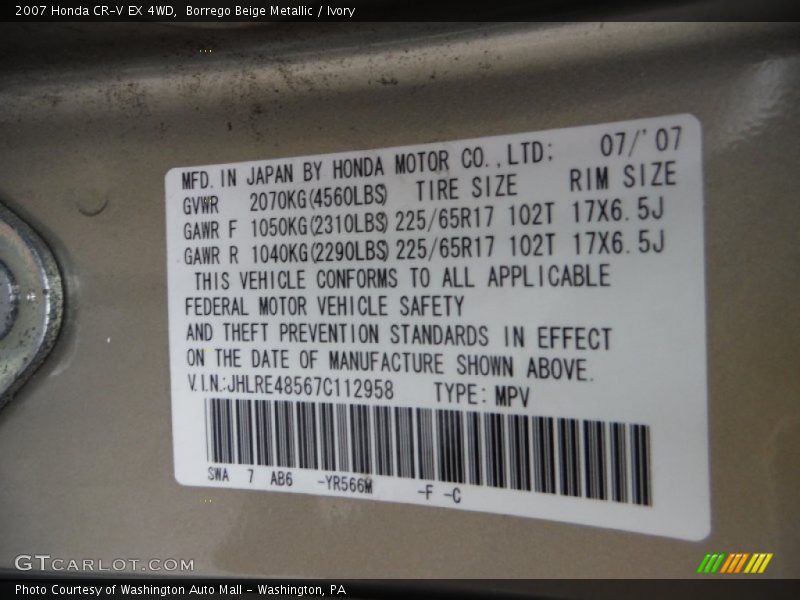 2007 Honda CR-V EX 4WD, Borrego Beige Metallic / Ivory
MFD. IN JAPAN BY HONDA MOTOR CO.,LTD; 07/'07
GVWR 2070KG(4560LBS) TIRE SIZE RIM SIZE
GAWR F 1050KG(2310LBS) 225/65R17 102T 17X6.5J
GAWR R 1040KG(2290LBS) 225/65R17 102T 17X6.5J
THIS VEHICLE CONFORMS TO ALL APPLICABLE
FEDERAL MOTOR VEHICLE SAFETY
AND THEFT PREVENTION STANDARDS IN EFFECT
ON THE DATE OF MANUFACTURE SHOWN ABOVE.
V.I.N.:JHLRE48567C112958 TYPE: MPV
SWA 7 AB6 -YR566M -F -C
GTCARLOT.COM
Photo Courtesy of Washington Auto Mall - Washington, PA